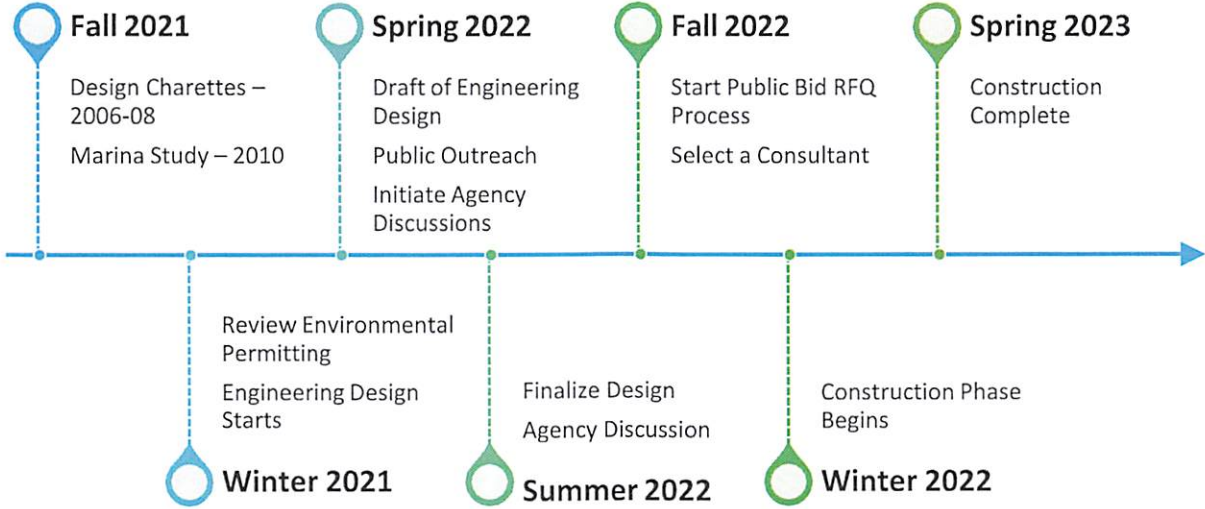 Fall 2021
Design Charettes –
2006-08
Marina Study – 2010
Spring 2022
Draft of Engineering
Design
Public Outreach
Initiate Agency
Discussions
Fall 2022
Start Public Bid RFQ
Process
Select a Consultant
Spring 2023
Construction
Complete
Review Environmental
Permitting
Engineering Design
Starts
Winter 2021
Finalize Design
Agency Discussion
Summer 2022
Construction Phase
Begins
Winter 2022